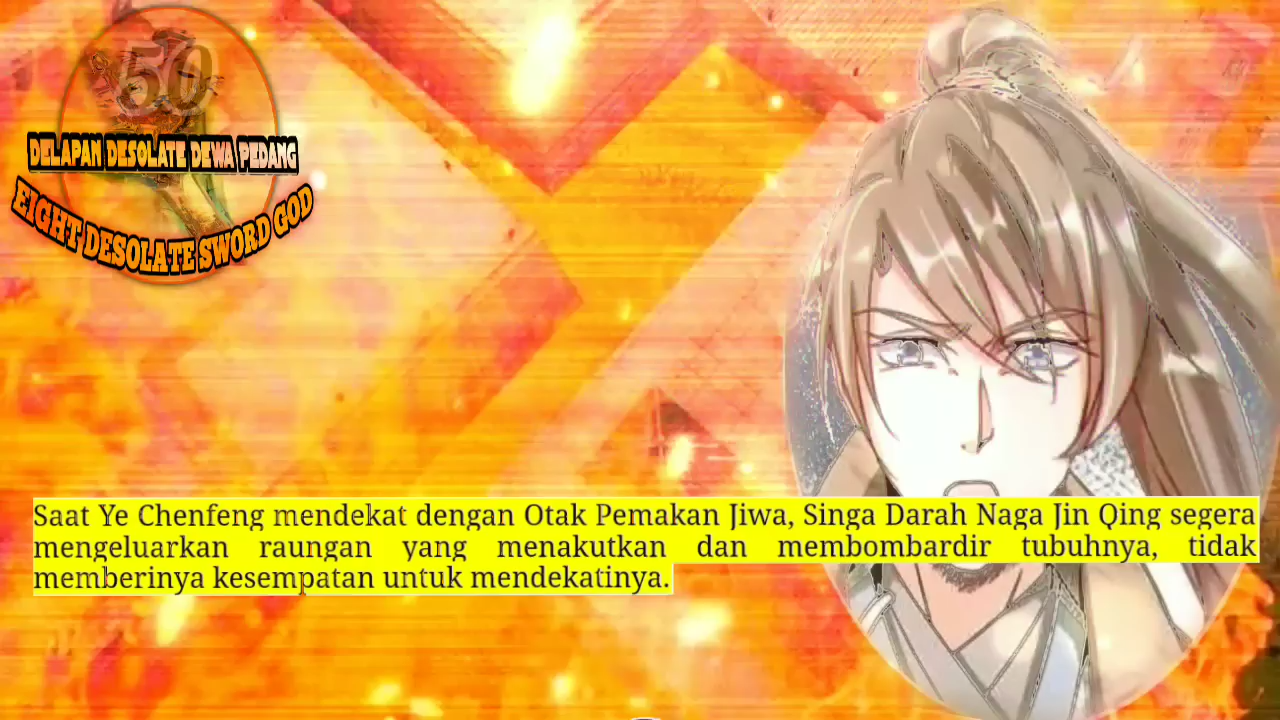 50
DELAPAN DESOLATE DEWA PEDANG
EIGHT DESOLATE SWORD GOD
Saat Ye Chenfeng mendekat dengan Otak Pemakan Jiwa, Singa Darah Naga Jin Qing segera
mengeluarkan raungan yang menakutkan dan membombardir tubuhnya, tidak
memberinya kesempatan untuk mendekatinya.